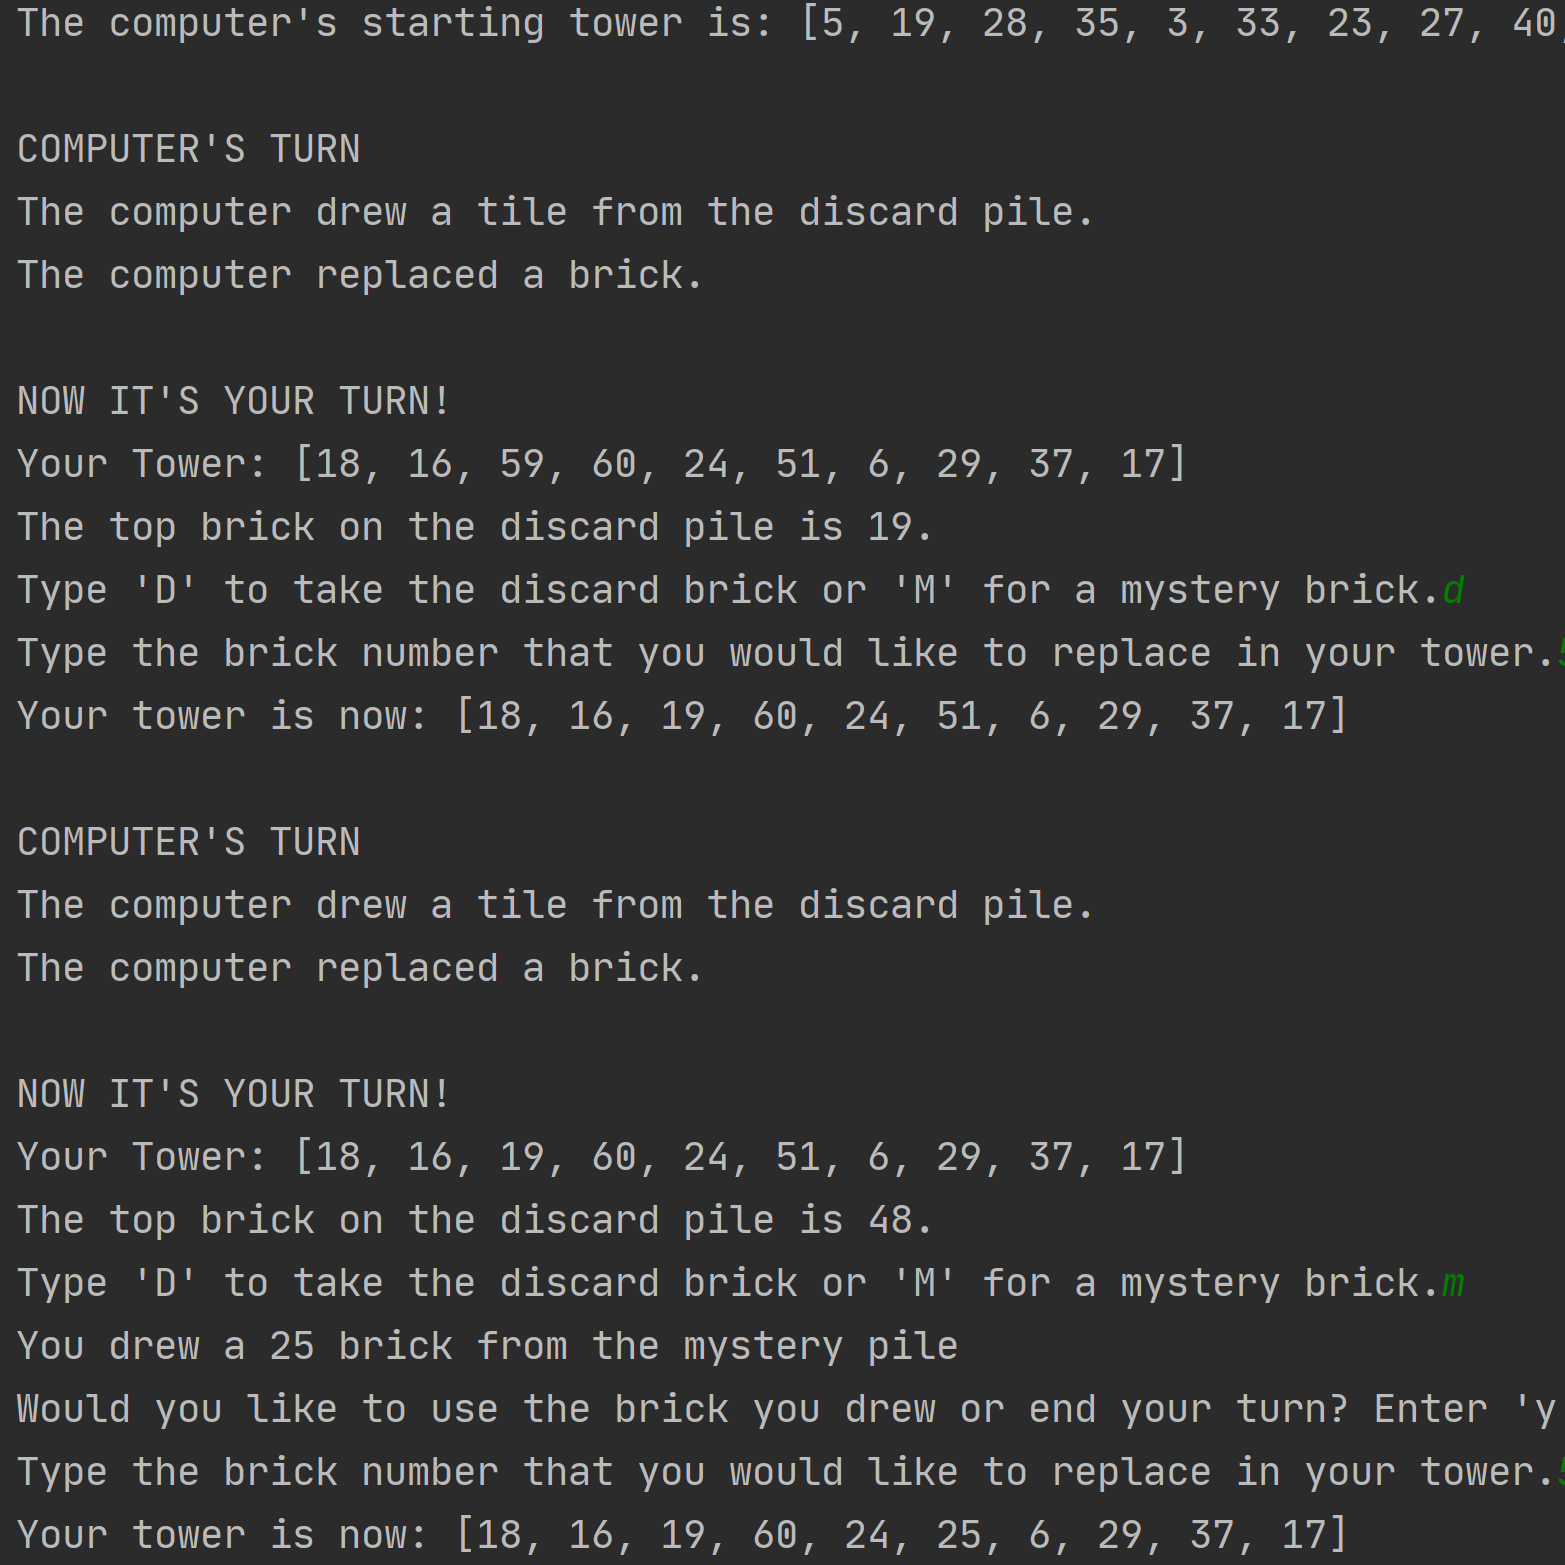 The computer's starting tower is: [5, 19, 28, 35, 3, 33, 23, 27, 40,
COMPUTER'S TURN
The computer drew a tile from the discard pile.
The computer replaced a brick.
NOW IT'S YOUR TURN!
Your Tower: [18, 16, 59, 60, 24, 51, 6, 29, 37, 17]
The top brick on the discard pile is 19.
Type 'D' to take the discard brick or 'M' for a mystery brick.d
Type the brick number that you would like to replace in your tower.
Your tower is now: [18, 16, 19, 60, 24, 51, 6, 29, 37, 17]
COMPUTER'S TURN
The computer drew a tile from the discard pile.
The computer replaced a brick.
NOW IT'S YOUR TURN!
Your Tower: [18, 16, 19, 60, 24, 51, 6, 29, 37, 17]
The top brick on the discard pile is 48.
Type 'D' to take the discard brick or 'M' for a mystery brick.m
You drew a 25 brick from the mystery pile
Would you like to use the brick you drew or end your turn? Enter 'y
Type the brick number that you would like to replace in your tower.
Your tower is now: [18, 16, 19, 60, 24, 25, 6, 29, 37, 17]